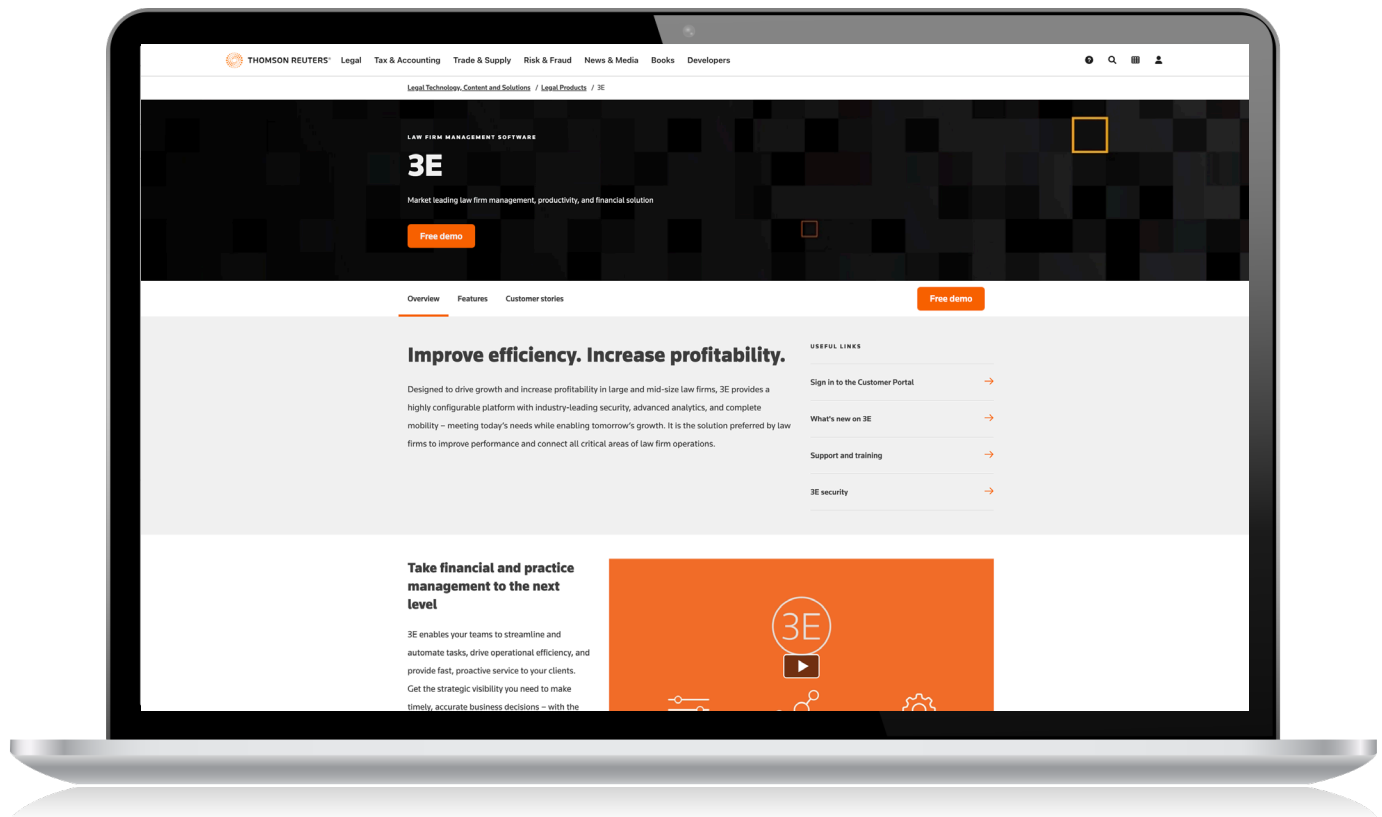 THOMSON REUTERS® Legal Tax & Accounting Trade & Supply Risk & Fraud News & Media Books Developers
Legal Technology, Content and Solutions / Legal Products / 3E
LAW FIRM MANAGEMENT SOFTWARE
3E
Market leading law firm management, productivity, and financial solution
Free demo
Overview Features Customer stories Free demo
Improve efficiency. Increase profitability.
Designed to drive growth and increase profitability in large and mid-size law firms, 3E provides a
highly configurable platform with industry-leading security, advanced analytics, and complete
mobility – meeting today's needs while enabling tomorrow's growth. It is the solution preferred by law
firms to improve performance and connect all critical areas of law firm operations.
USEFUL LINKS
Sign in to the Customer Portal
What's new on 3E
Support and training
3E security
Take financial and practice
management to the next
level
3E enables your teams to streamline and
automate tasks, drive operational efficiency, and
provide fast, proactive service to your clients.
Get the strategic visibility you need to make
timely, accurate business decisions – with the
3E